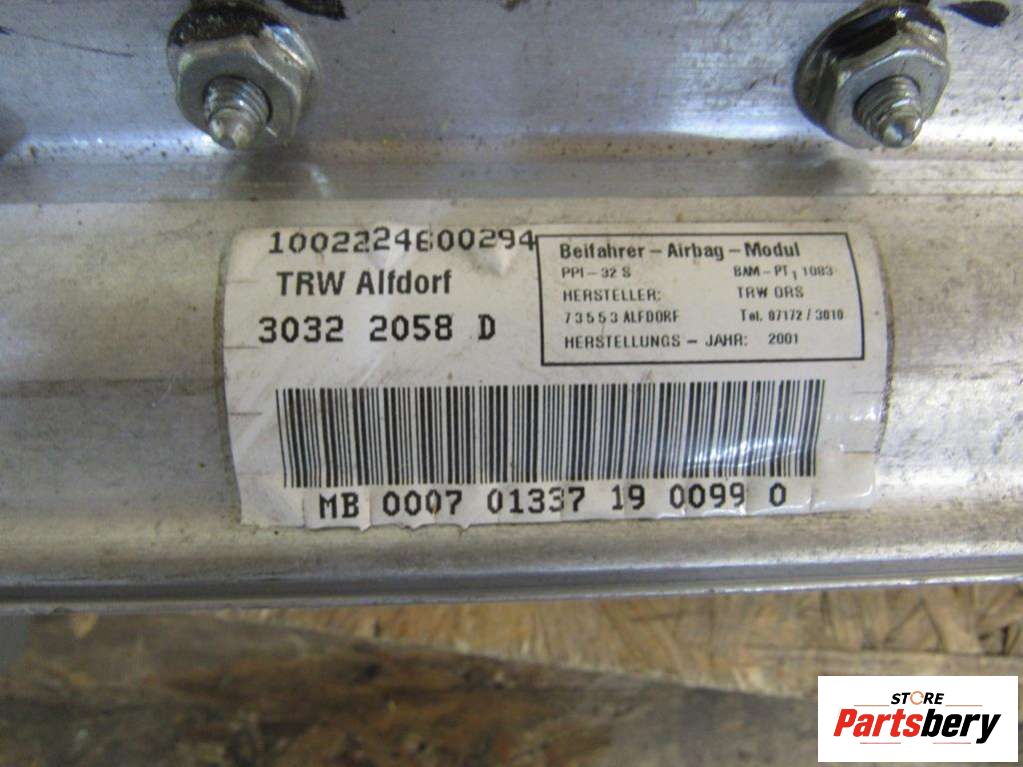 1002224600294
TRW Alfdorf
3032 2058 D
Beifahrer – Airbag – Modul
PPI – 32 S BAM – PT₁ 1083
HERSTELLER: TRW ORS
73553 ALFDORF Tel. 07172 / 3010
HERSTELLUNGS – JAHR: 2001
MB 0007 01337 19 0099 0
STORE
Partsbery